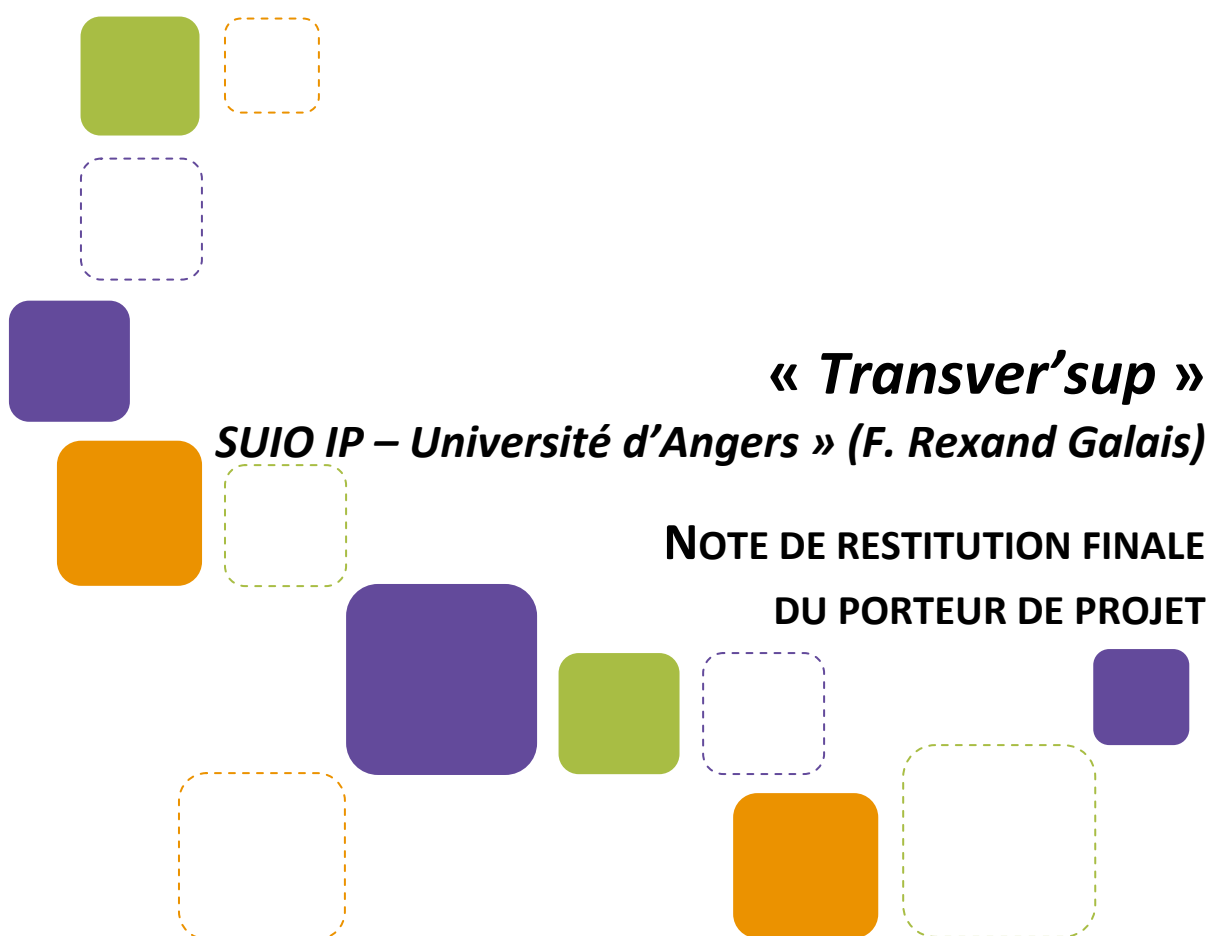 « Transver’sup »
SUIO IP – Université d’Angers » (F. Rexand Galais)
NOTE DE RESTITUTION FINALE
DU PORTEUR DE PROJET